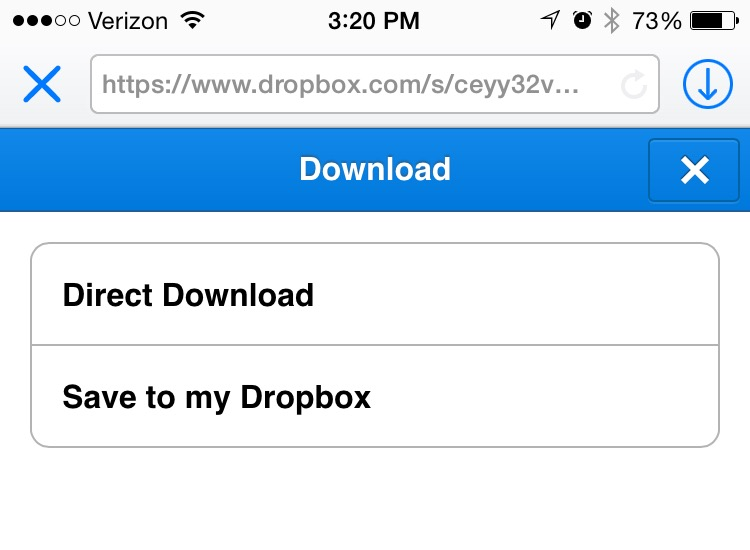 Verizon 3:20 PM 73%
https://www.dropbox.com/s/ceyy32v...
Download
Direct Download
Save to my Dropbox